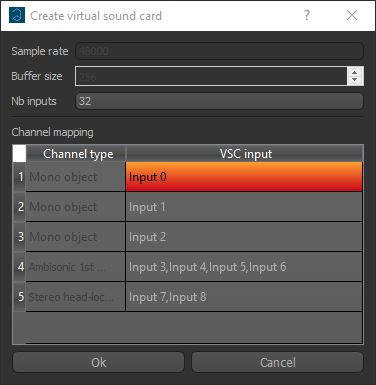 Create virtual sound card
Sample rate 48000
Buffer size 256
Nb inputs 32
Channel mapping
Channel type VSC input
1 Mono object Input 0
2 Mono object Input 1
3 Mono object Input 2
4 Ambisonic 1st ... Input 3,Input 4,Input 5,Input 6
5 Stereo head-loc... Input 7,Input 8
Ok Cancel